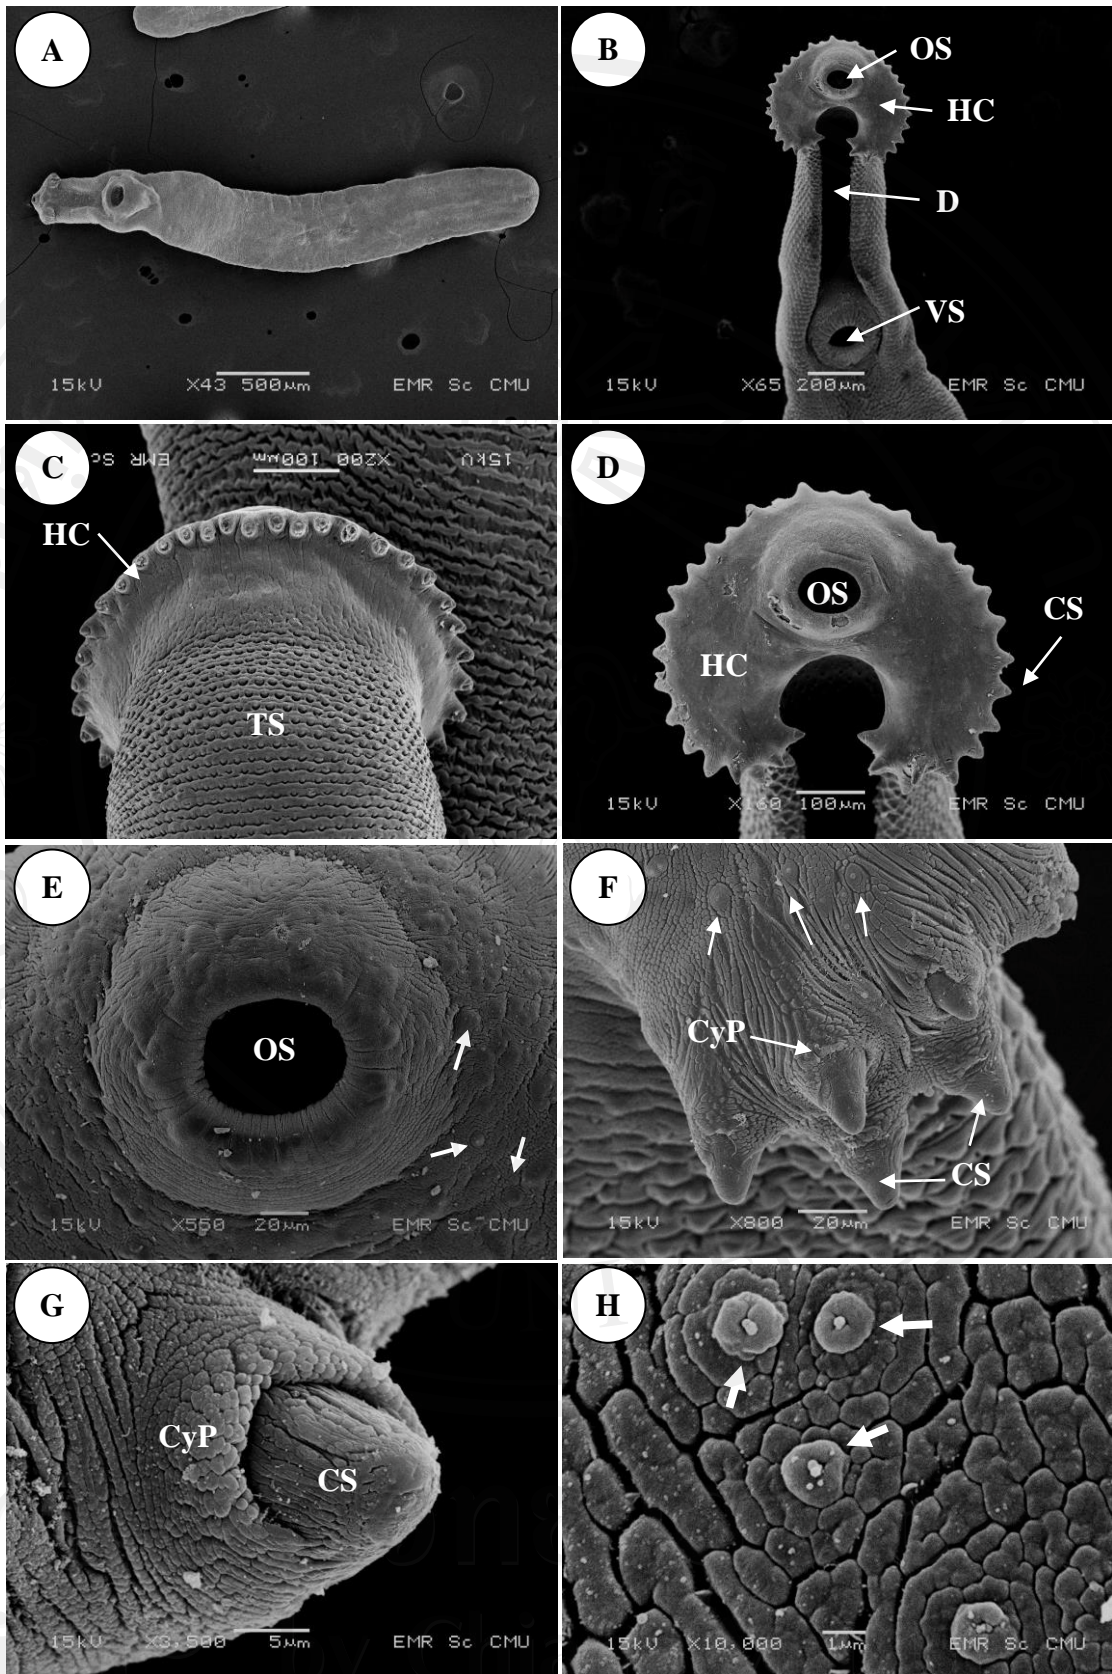 A
15kV X43 500µm EMR Sc CMU
B
OS
HC
D
VS
15kV X65 200µm EMR Sc CMU
C
15kV X200 100µm EMR Sc
HC
TS
D
OS
CS
HC
15kV X160 100µm EMR Sc CMU
E
OS
15kV X550 20µm EMR Sc CMU
F
CyP
CS
15kV X800 20µm EMR Sc CMU
G
CyP
CS
15kV X3,500 5µm EMR Sc CMU
H
15kV X10,000 1µm EMR Sc CMU